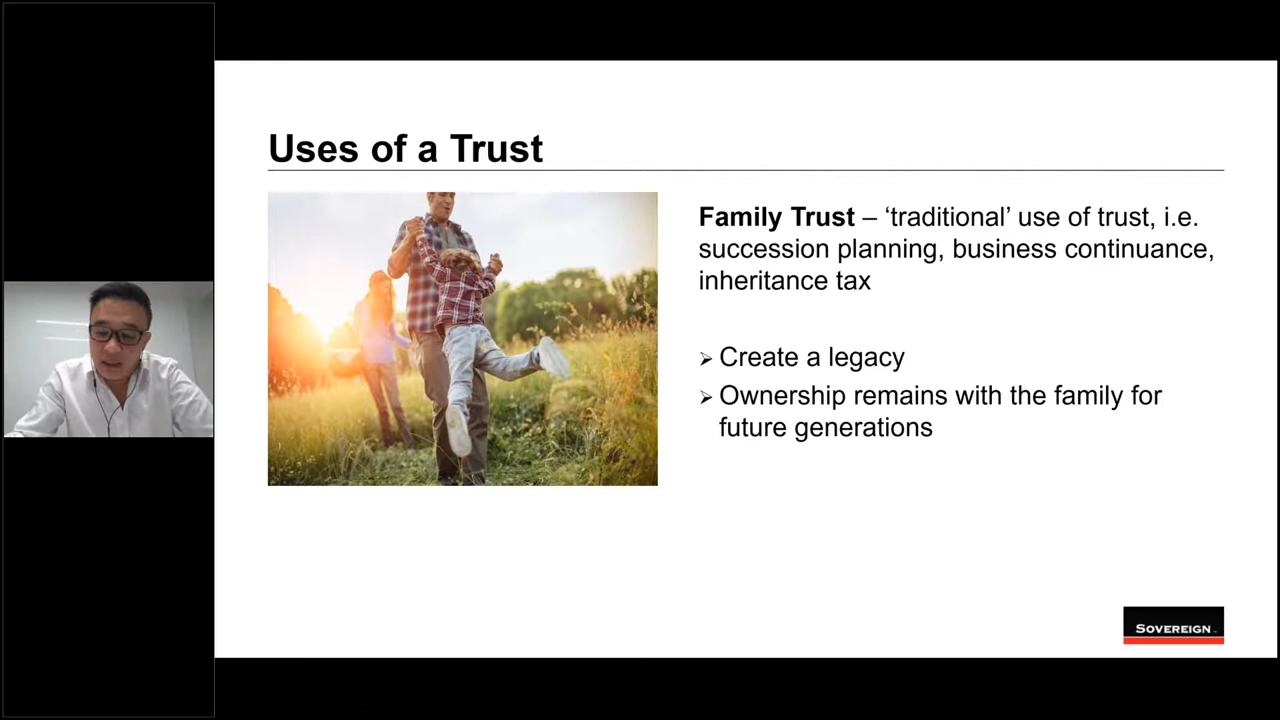 Uses of a Trust
Family Trust – ‘traditional’ use of trust, i.e.
succession planning, business continuance,
inheritance tax
➢ Create a legacy
➢ Ownership remains with the family for
future generations
SOVEREIGN